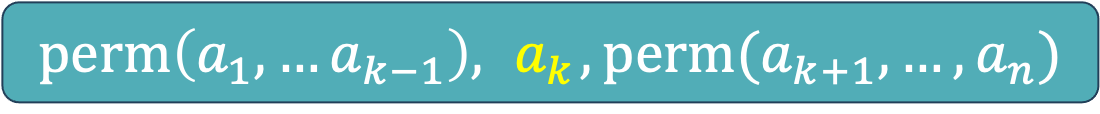 perm(a₁, … aₖ₋₁), aₖ, perm(aₖ₊₁, … , aₙ)